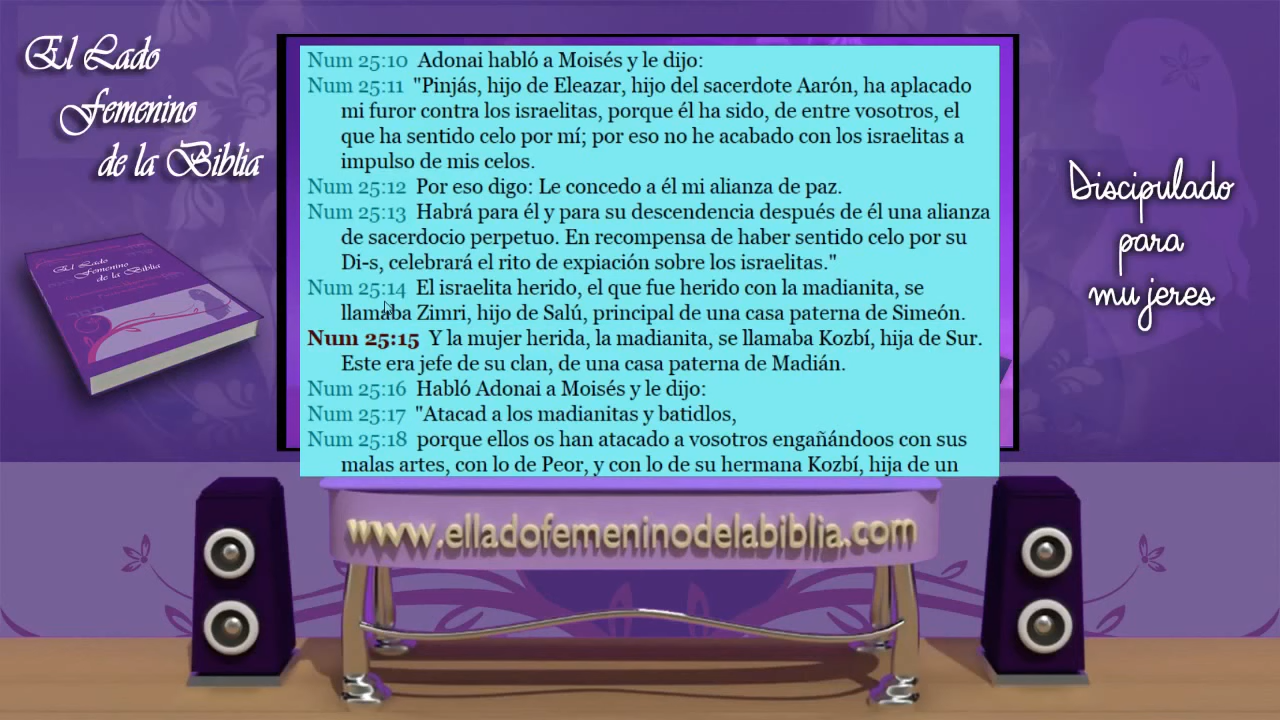 El Lado
Femenino
de la Biblia
Num 25:10 Adonai habló a Moisés y le dijo:
Num 25:11 "Pinjás, hijo de Eleazar, hijo del sacerdote Aarón, ha aplacado
mi furor contra los israelitas, porque él ha sido, de entre vosotros, el
que ha sentido celo por mí; por eso no he acabado con los israelitas a
impulso de mis celos.
Num 25:12 Por eso digo: Le concedo a él mi alianza de paz.
Num 25:13 Habrá para él y para su descendencia después de él una alianza
de sacerdocio perpetuo. En recompensa de haber sentido celo por su
Di-s, celebrará el rito de expiación sobre los israelitas."
Num 25:14 El israelita herido, el que fue herido con la madianita, se
llamaba Zimri, hijo de Salú, principal de una casa paterna de Simeón.
Num 25:15 Y la mujer herida, la madianita, se llamaba Kozbí, hija de Sur.
Este era jefe de su clan, de una casa paterna de Madián.
Num 25:16 Habló Adonai a Moisés y le dijo:
Num 25:17 "Atacad a los madianitas y batidlos,
Num 25:18 porque ellos os han atacado a vosotros engañándoos con sus
malas artes, con lo de Peor, y con lo de su hermana Kozbí, hija de un
Discipulado
para
mujeres
El Lado
Femenino
de la Biblia
www.elladofemeninodelabiblia.com